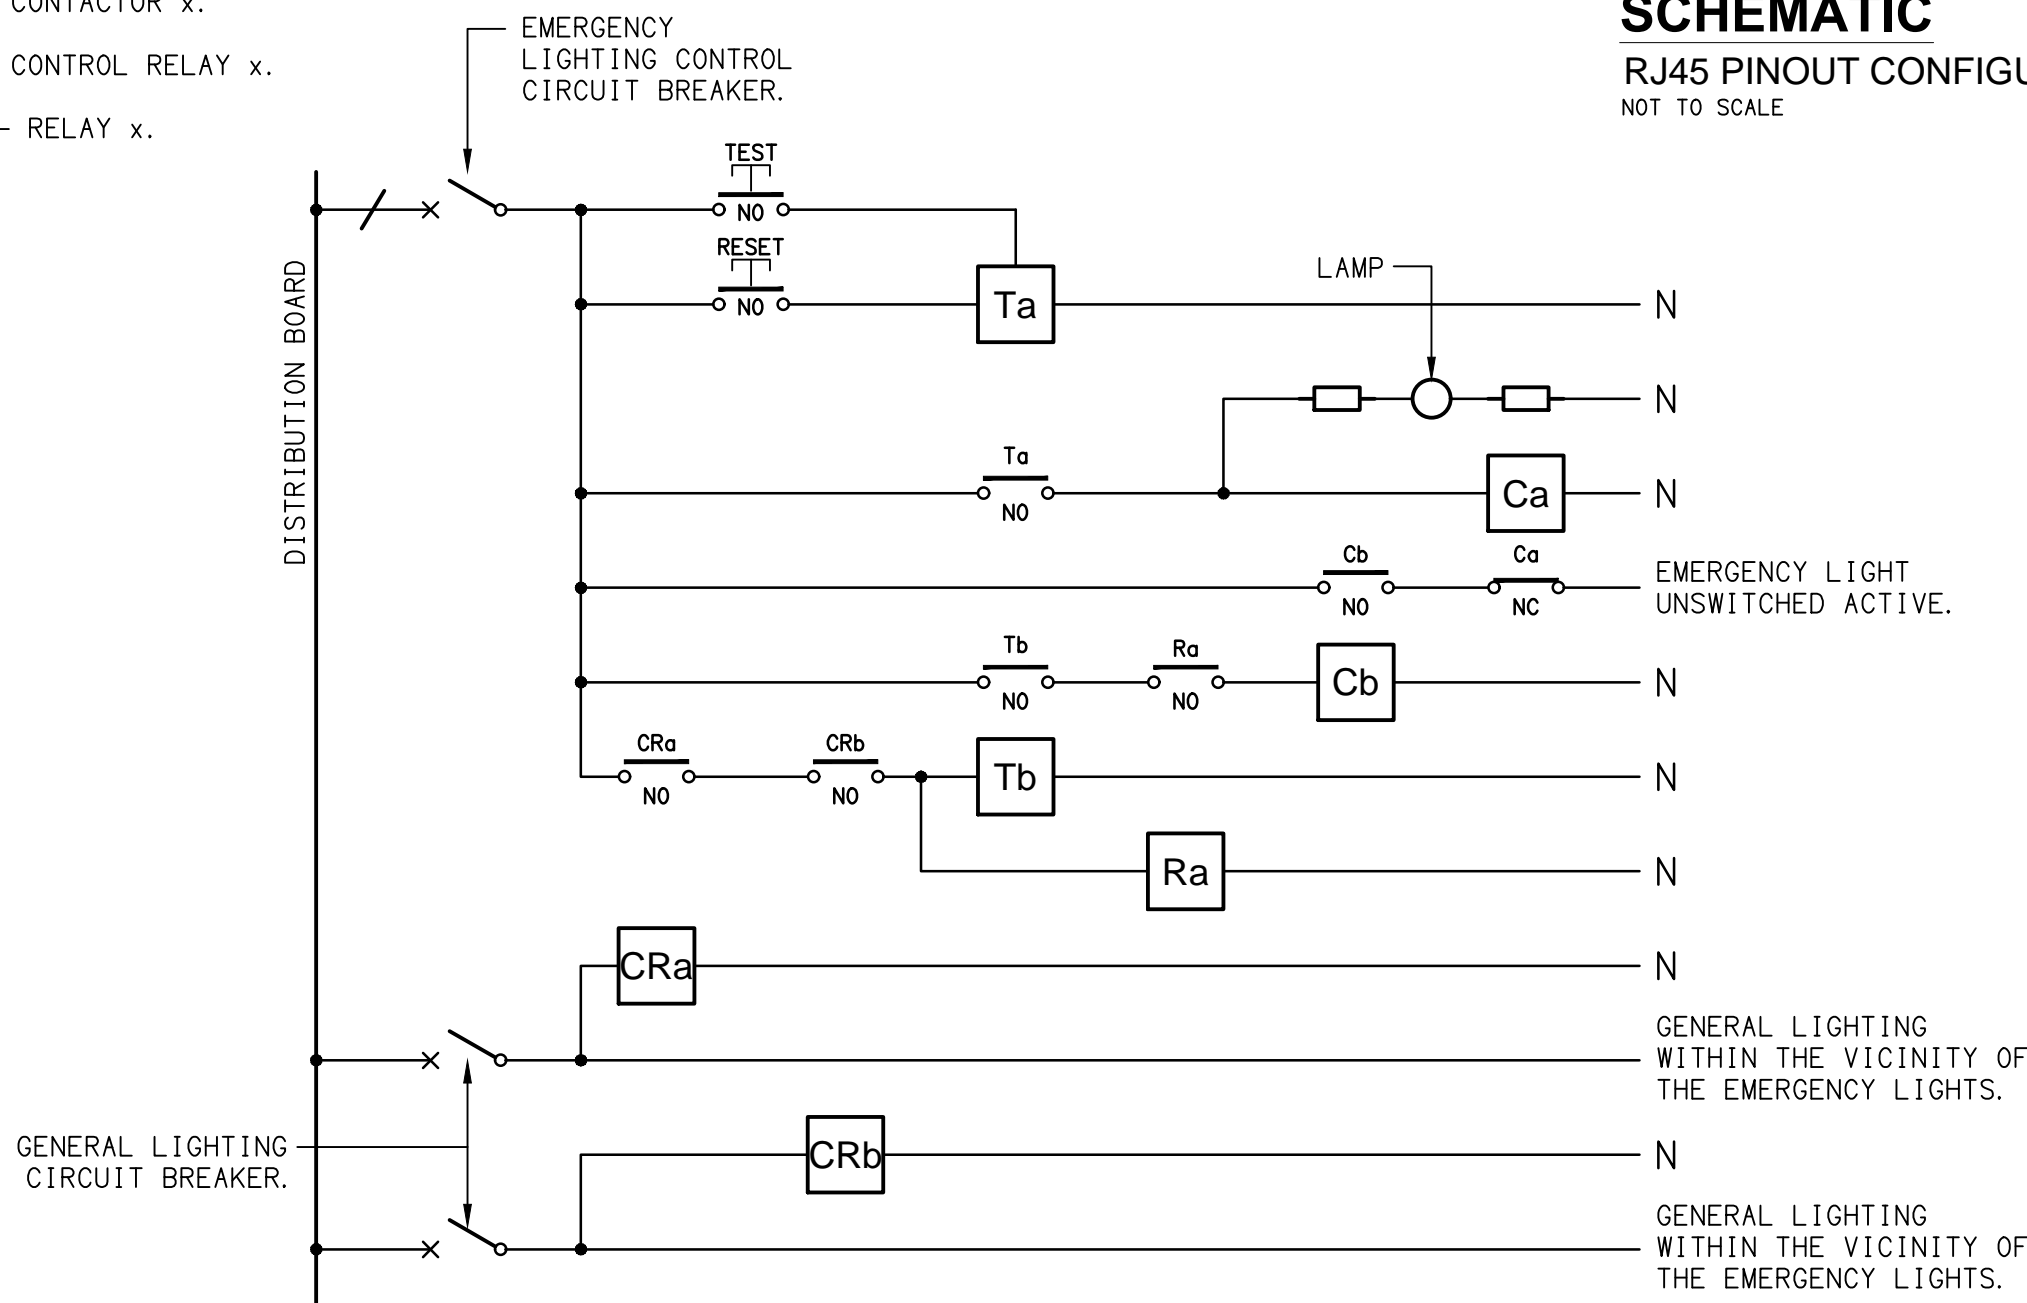 CONTACTOR x.
CONTROL RELAY x.
- RELAY x.
EMERGENCY
LIGHTING CONTROL
CIRCUIT BREAKER.
SCHEMATIC
RJ45 PINOUT
NOT TO SCALE
DISTRIBUTION BOARD
TEST
NO
RESET
NO
Ta
N
LAMP
N
Ta
NO
Ca
N
Cb
NO
Ca
NC
EMERGENCY LIGHT
UNSWITCHED ACTIVE.
Tb
NO
Ra
NO
Cb
N
CRa
NO
CRb
NO
Tb
N
Ra
N
CRa
N
GENERAL LIGHTING
WITHIN THE VICINITY OF
THE EMERGENCY LIGHTS.
GENERAL LIGHTING
CIRCUIT BREAKER.
CRb
N
GENERAL LIGHTING
WITHIN THE VICINITY OF
THE EMERGENCY LIGHTS.